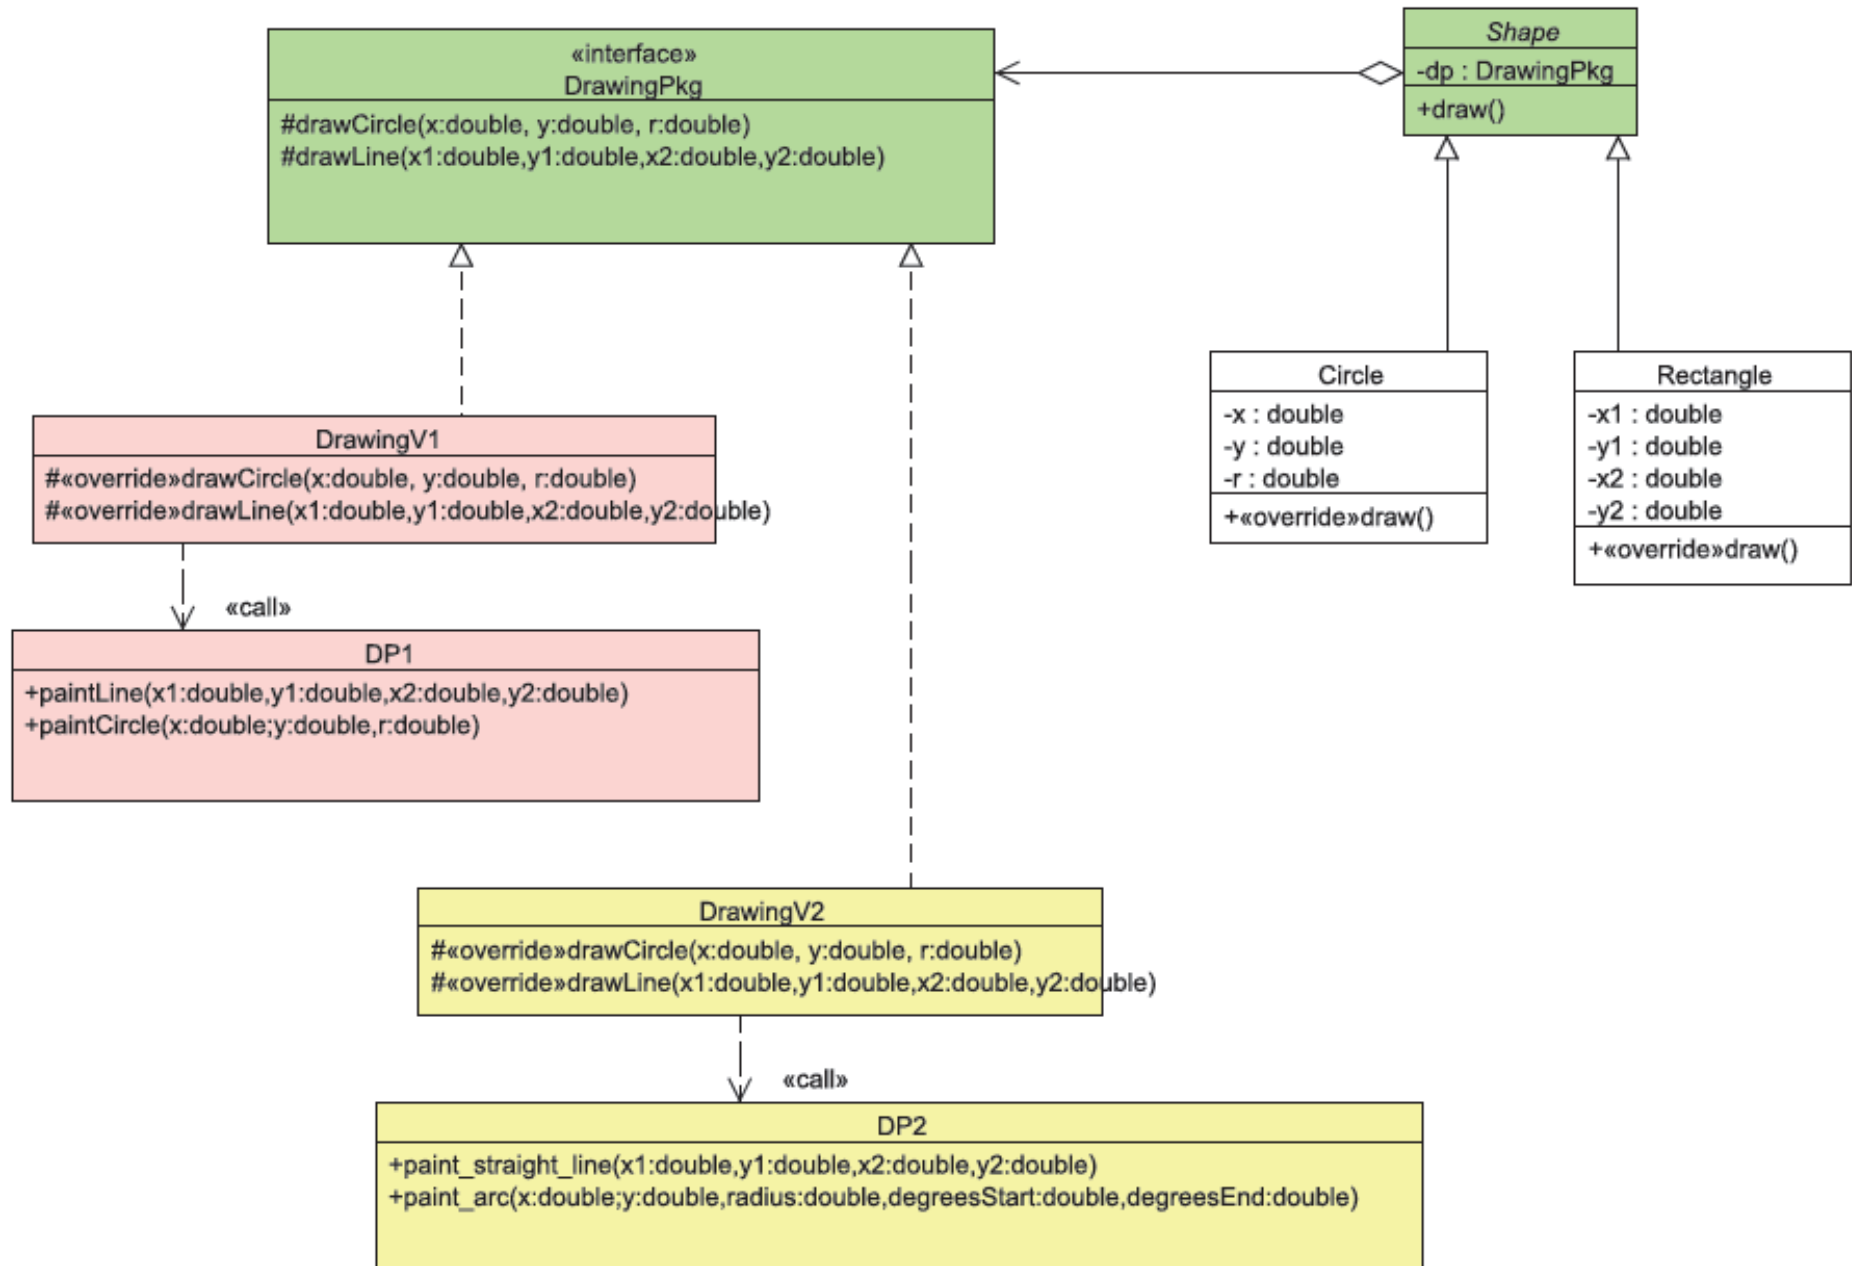 «interface»
DrawingPkg
#drawCircle(x:double, y:double, r:double)
#drawLine(x1:double,y1:double,x2:double,y2:double)
Shape
-dp : DrawingPkg
+draw()
Circle
-x : double
-y : double
-r : double
+«override»draw()
Rectangle
-x1 : double
-y1 : double
-x2 : double
-y2 : double
+«override»draw()
DrawingV1
#«override»drawCircle(x:double, y:double, r:double)
#«override»drawLine(x1:double,y1:double,x2:double,y2:double)
«call»
DP1
+paintLine(x1:double,y1:double,x2:double,y2:double)
+paintCircle(x:double;y:double,r:double)
DrawingV2
#«override»drawCircle(x:double, y:double, r:double)
#«override»drawLine(x1:double,y1:double,x2:double,y2:double)
«call»
DP2
+paint_straight_line(x1:double,y1:double,x2:double,y2:double)
+paint_arc(x:double;y:double,radius:double,degreesStart:double,degreesEnd:double)